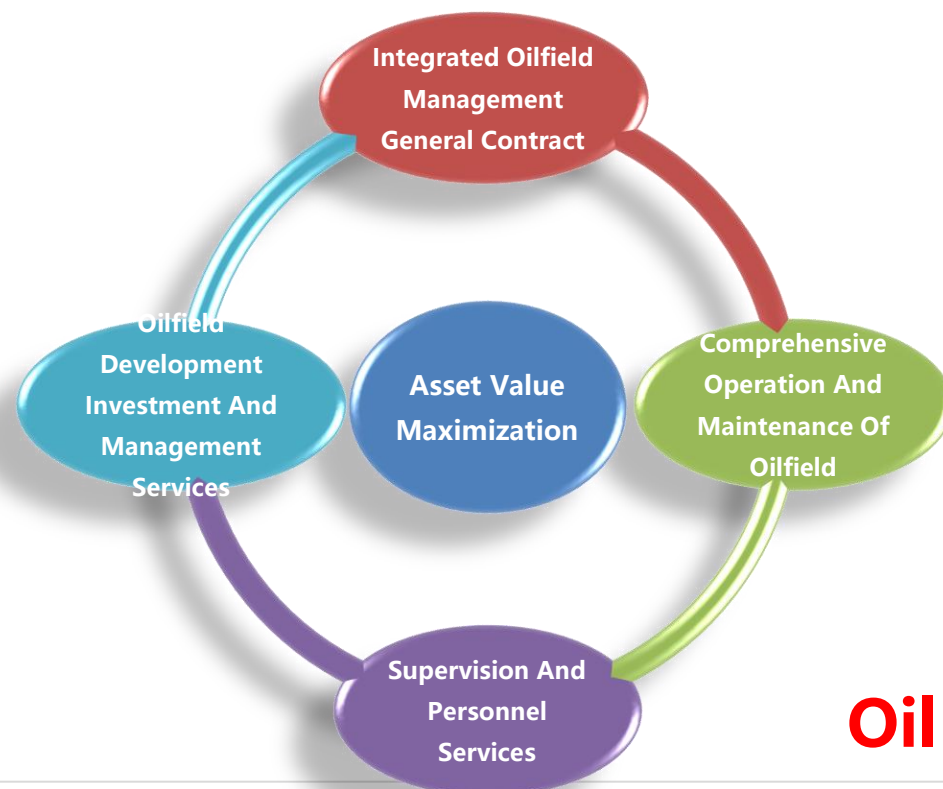 Integrated Oilfield
Management
General Contract
Oilfield
Development
Investment And
Management
Services
Asset Value
Maximization
Comprehensive
Operation And
Maintenance Of
Oilfield
Supervision And
Personnel
Services
Oil